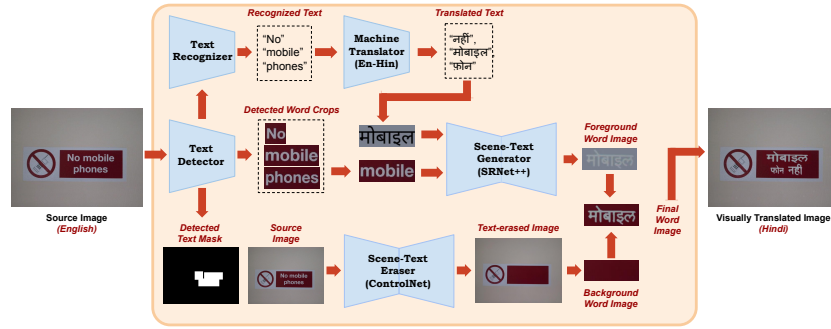 Recognized Text
Translated Text
Text
Recognizer
"No"
"mobile"
"phones"
Machine
Translator
(En-Hin)
"नहीं",
"मोबाइल",
"फ़ोन"
Detected Word Crops
No
mobile
phones
Text
Detector
मोबाइल
mobile
Scene-Text
Generator
(SRNet++)
Foreground
Word Image
मोबाइल
मोबाइल
No mobile
phones
Source Image
(English)
Final
Word
Image
मोबाइल
फोन नहीं
Visually Translated Image
(Hindi)
Detected
Text Mask
Source
Image
No mobile
phones
Scene-Text
Eraser
(ControlNet)
Text-erased Image
Background
Word Image